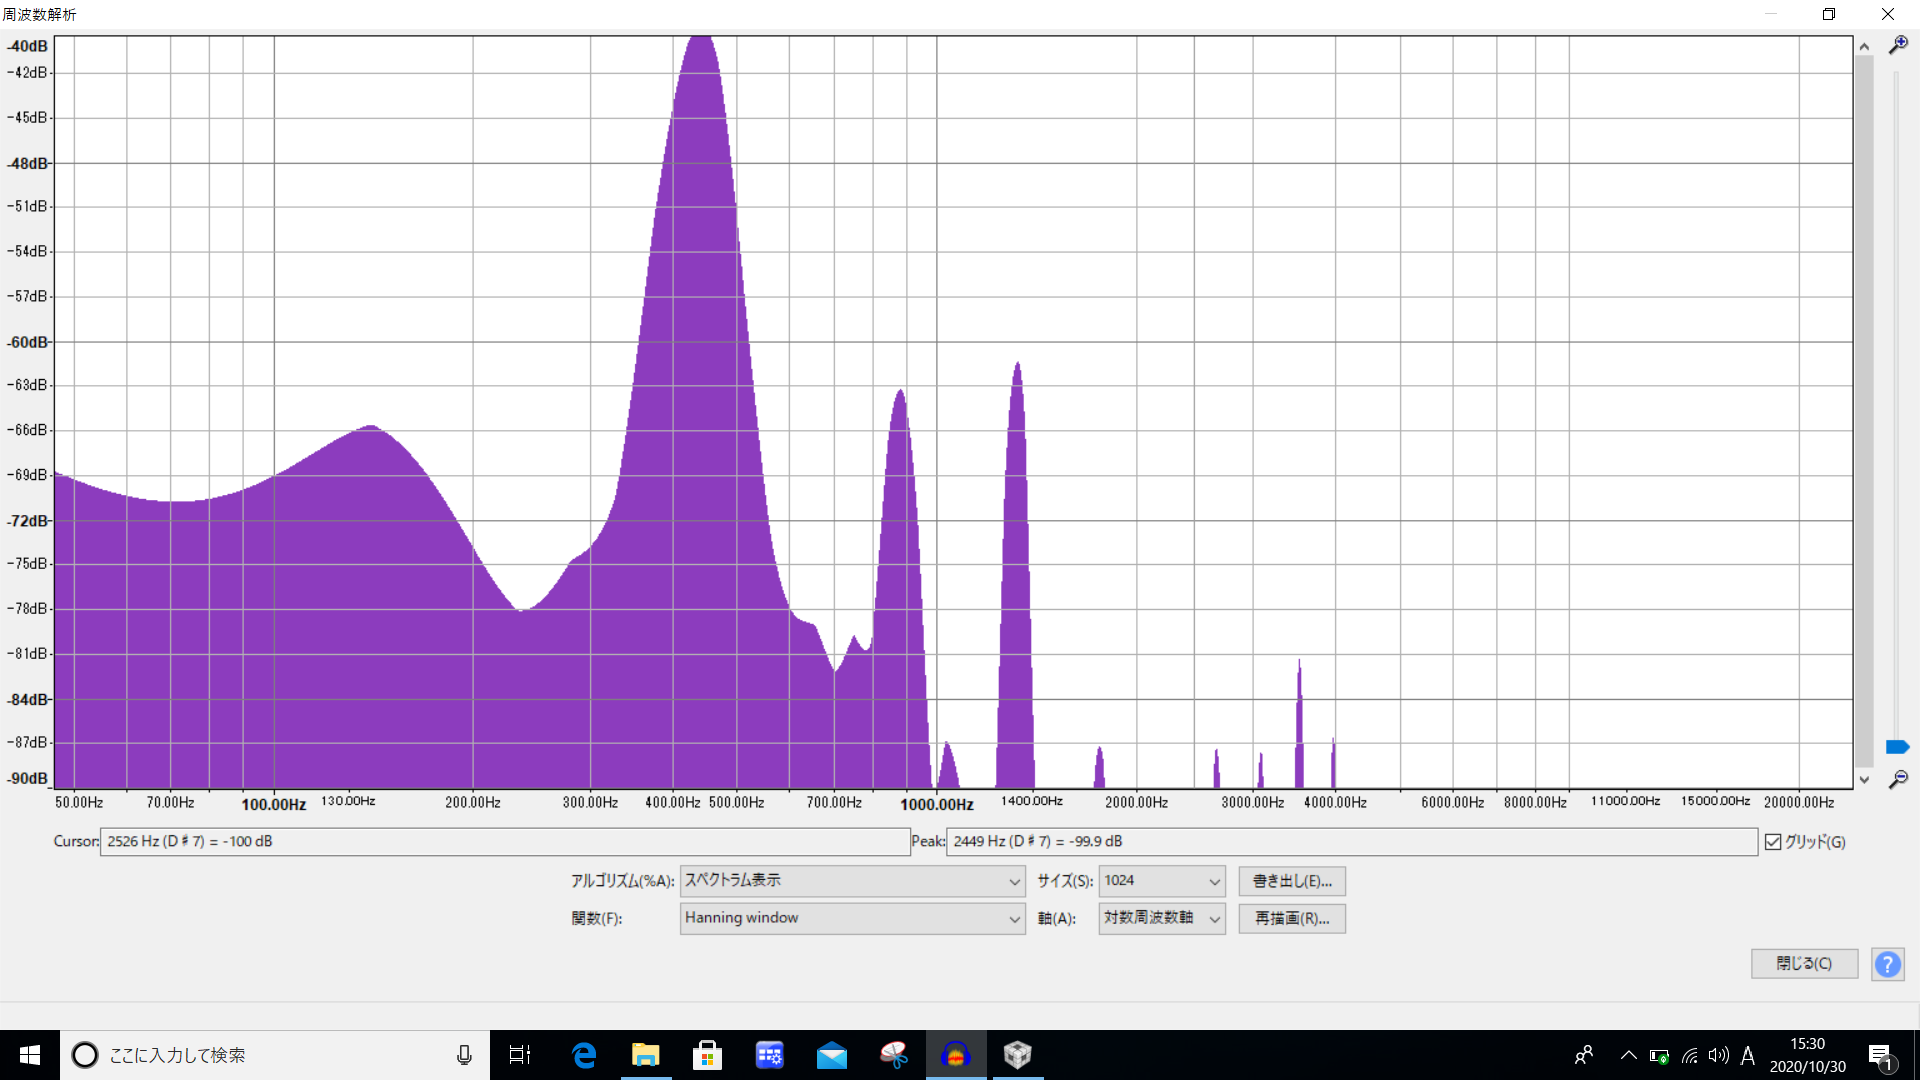 周波数解析
-40dB
-42dB
-45dB
-48dB
-51dB
-54dB
-57dB
-60dB
-63dB
-66dB
-69dB
-72dB
-75dB
-78dB
-81dB
-84dB
-87dB
-90dB
50.00Hz 70.00Hz 100.00Hz 130.00Hz 200.00Hz 300.00Hz 400.00Hz 500.00Hz 700.00Hz 1000.00Hz 1400.00Hz 2000.00Hz 3000.00Hz 4000.00Hz 6000.00Hz 8000.00Hz 11000.00Hz 15000.00Hz 20000.00Hz
Cursor: 2526 Hz (D♯7) = -100 dB Peak: 2449 Hz (D♯7) = -99.9 dB グリッド(G)
アルゴリズム(%A): スペクトラム表示 サイズ(S): 1024 書き出し(E)...
関数(F): Hanning window 軸(A): 対数周波数軸 再描画(R)...
閉じる(C) ?
ここに入力して検索
A
15:30
2020/10/30
1